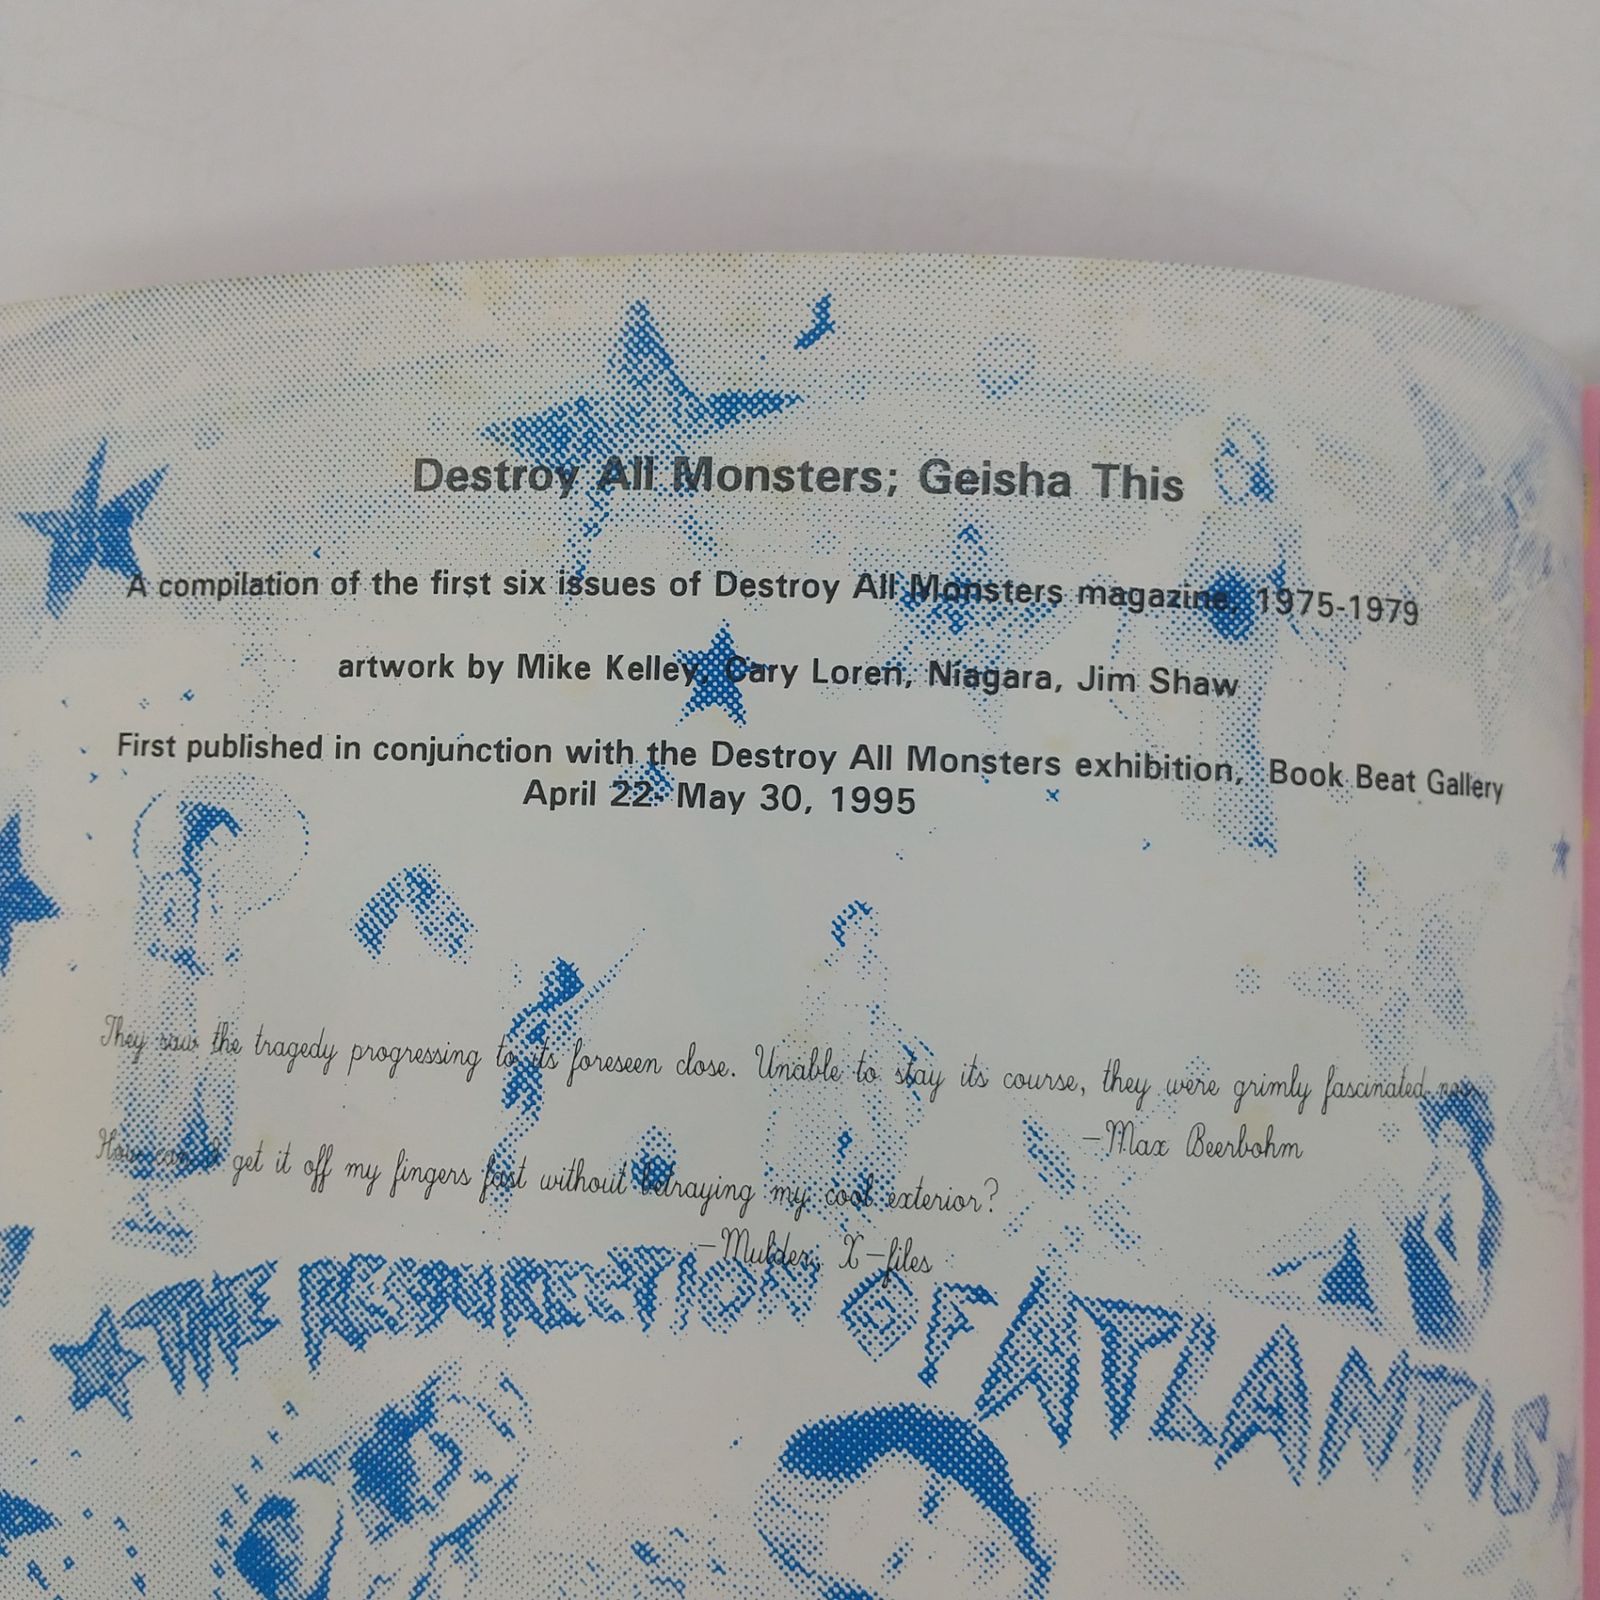 Destroy All Monsters; Geisha This
A compilation of the first six issues of Destroy All Monsters magazine, 1975-1979
artwork by Mike Kelley, Cary Loren, Niagara, Jim Shaw
First published in conjunction with the Destroy All Monsters exhibition, Book Beat Gallery
April 22- May 30, 1995
They saw the tragedy progressing to its foreseen close. Unable to stay its course, they were grimly fascinated now.
-Max Beerbohm
How can I get it off my fingers fast without betraying my cool exterior?
-Mulder, X-files
THE RESURECTION OF ATLANTIS